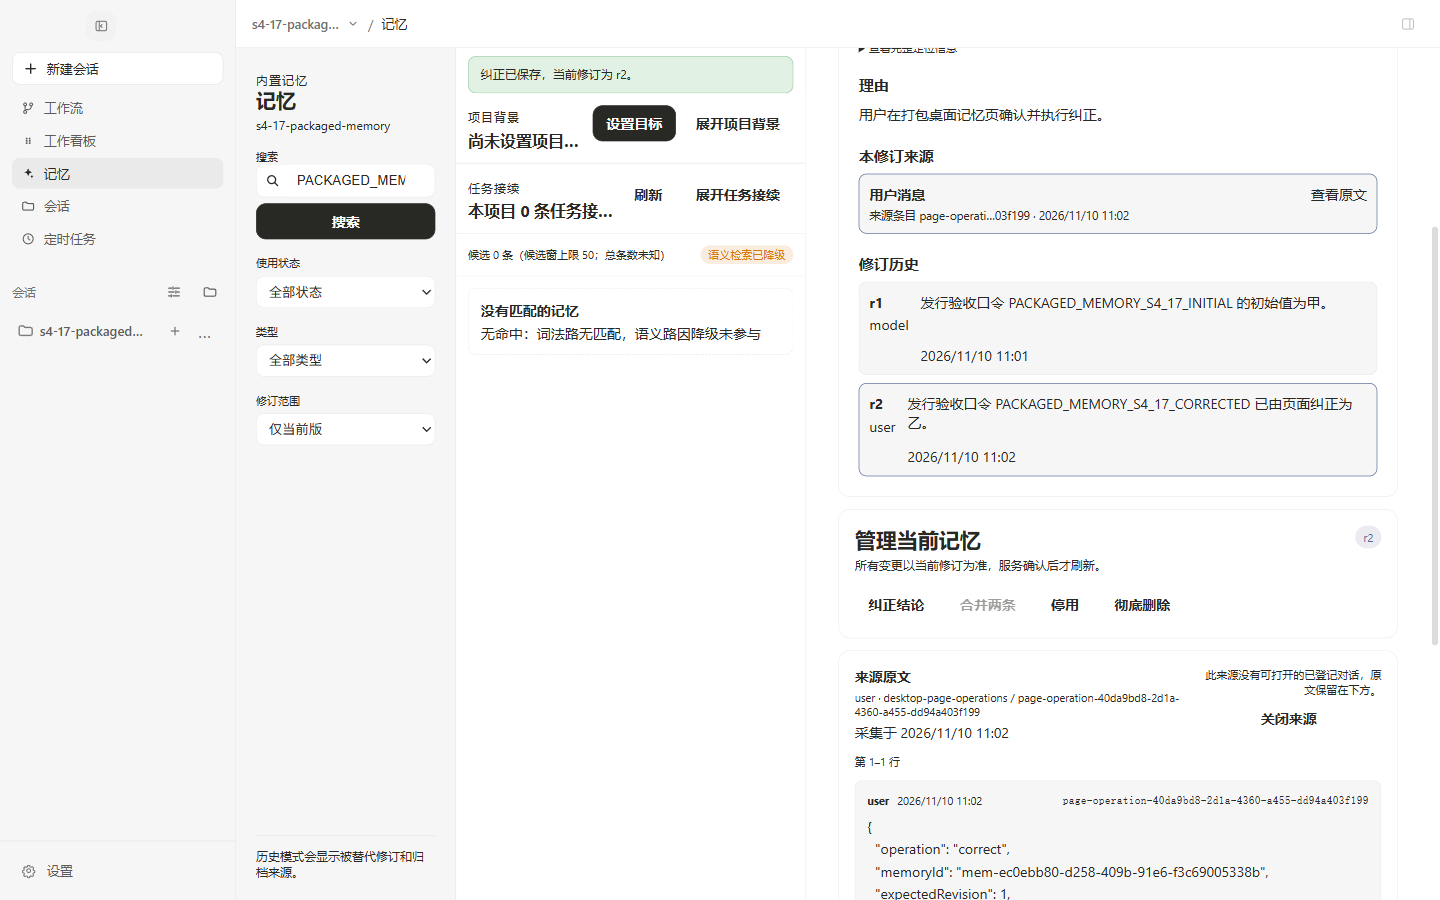 新建会话
工作流
工作看板
记忆
会话
定时任务
会话
s4-17-packaged...
设置
s4-17-packag... / 记忆
内置记忆
记忆
s4-17-packaged-memory
搜索
PACKAGED_MEM
搜索
使用状态
全部状态
类型
全部类型
修订范围
仅当前版
历史模式会显示被替代修订和归
档来源。
纠正已保存，当前修订为 r2。
项目背景
尚未设置项目...
设置目标
展开项目背景
任务接续
本项目 0 条任务接...
刷新
展开任务接续
候选 0 条（候选窗上限 50；总条数未知）
语义检索已降级
没有匹配的记忆
无命中：词法路无匹配，语义路因降级未参与
查看完整定位信息
理由
用户在打包桌面记忆页确认并执行纠正。
本修订来源
用户消息
查看原文
来源条目 page-operati...03f199 · 2026/11/10 11:02
修订历史
r1
model
发行验收口令 PACKAGED_MEMORY_S4_17_INITIAL 的初始值为甲。
2026/11/10 11:01
r2
user
发行验收口令 PACKAGED_MEMORY_S4_17_CORRECTED 已由页面纠正为
乙。
2026/11/10 11:02
管理当前记忆
r2
所有变更以当前修订为准，服务确认后才刷新。
纠正结论
合并两条
停用
彻底删除
来源原文
user · desktop-page-operations / page-operation-40da9bd8-2d1a-
4360-a455-dd94a403f199
采集于 2026/11/10 11:02
此来源没有可打开的已登记对话，原
文保留在下方。
关闭来源
第 1–1 行
user 2026/11/10 11:02
page-operation-40da9bd8-2d1a-4360-a455-dd94a403f199
{
"operation": "correct",
"memoryId": "mem-ec0ebb80-d258-409b-91e6-f3c69005338b",
"expectedRevision": 1,